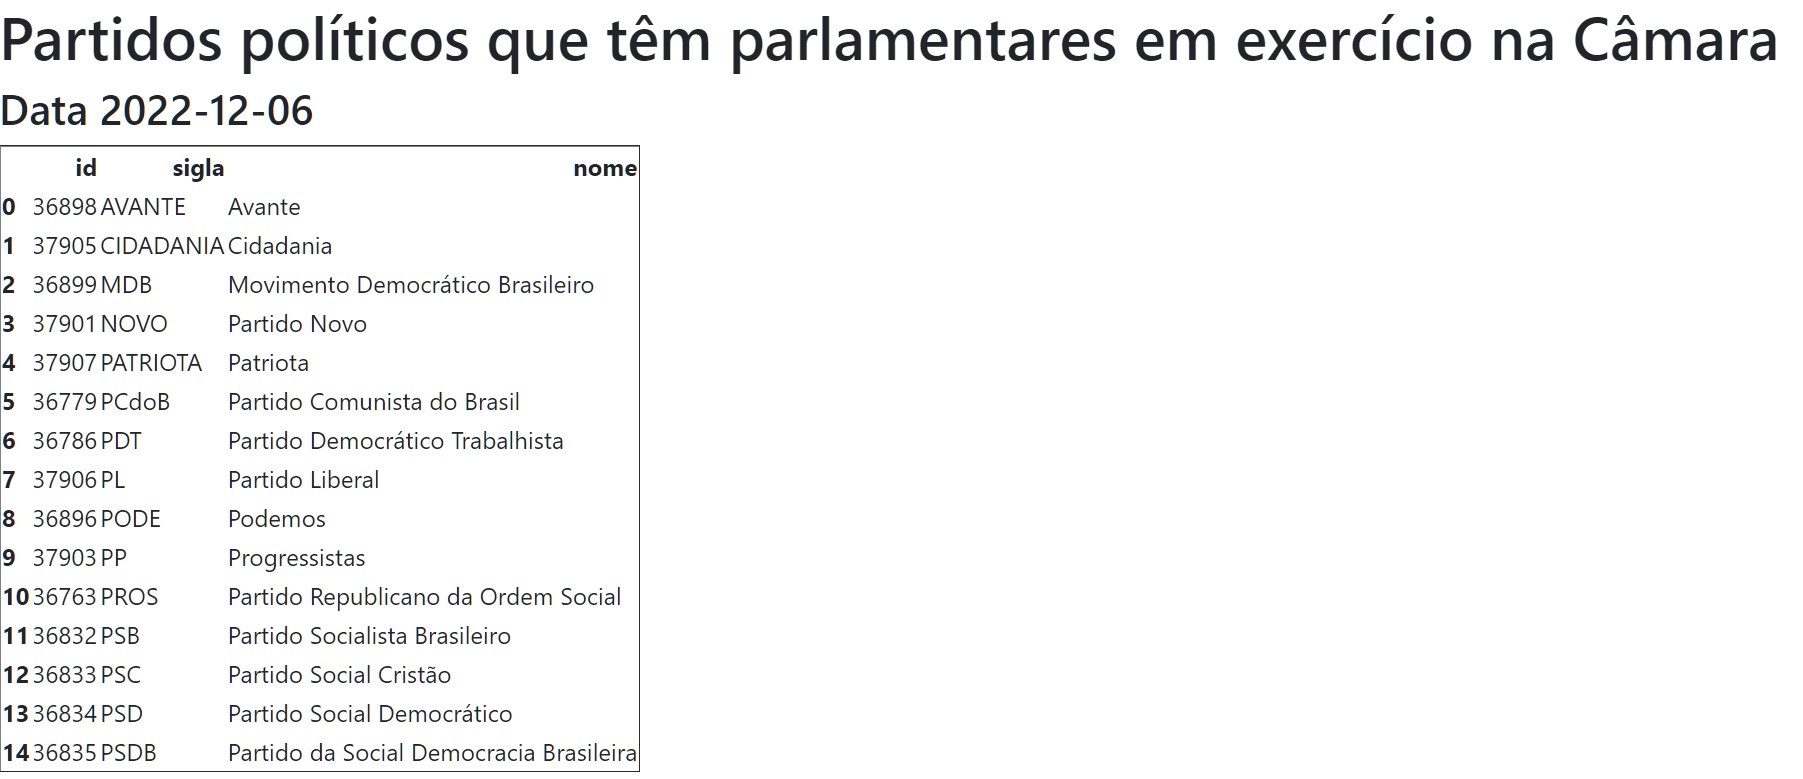 Partidos políticos que têm parlamentares em exercício na Câmara
Data 2022-12-06
id sigla nome
0 36898 AVANTE Avante
1 37905 CIDADANIA Cidadania
2 36899 MDB Movimento Democrático Brasileiro
3 37901 NOVO Partido Novo
4 37907 PATRIOTA Patriota
5 36779 PCdoB Partido Comunista do Brasil
6 36786 PDT Partido Democrático Trabalhista
7 37906 PL Partido Liberal
8 36896 PODE Podemos
9 37903 PP Progressistas
10 36763 PROS Partido Republicano da Ordem Social
11 36832 PSB Partido Socialista Brasileiro
12 36833 PSC Partido Social Cristão
13 36834 PSD Partido Social Democrático
14 36835 PSDB Partido da Social Democracia Brasileira